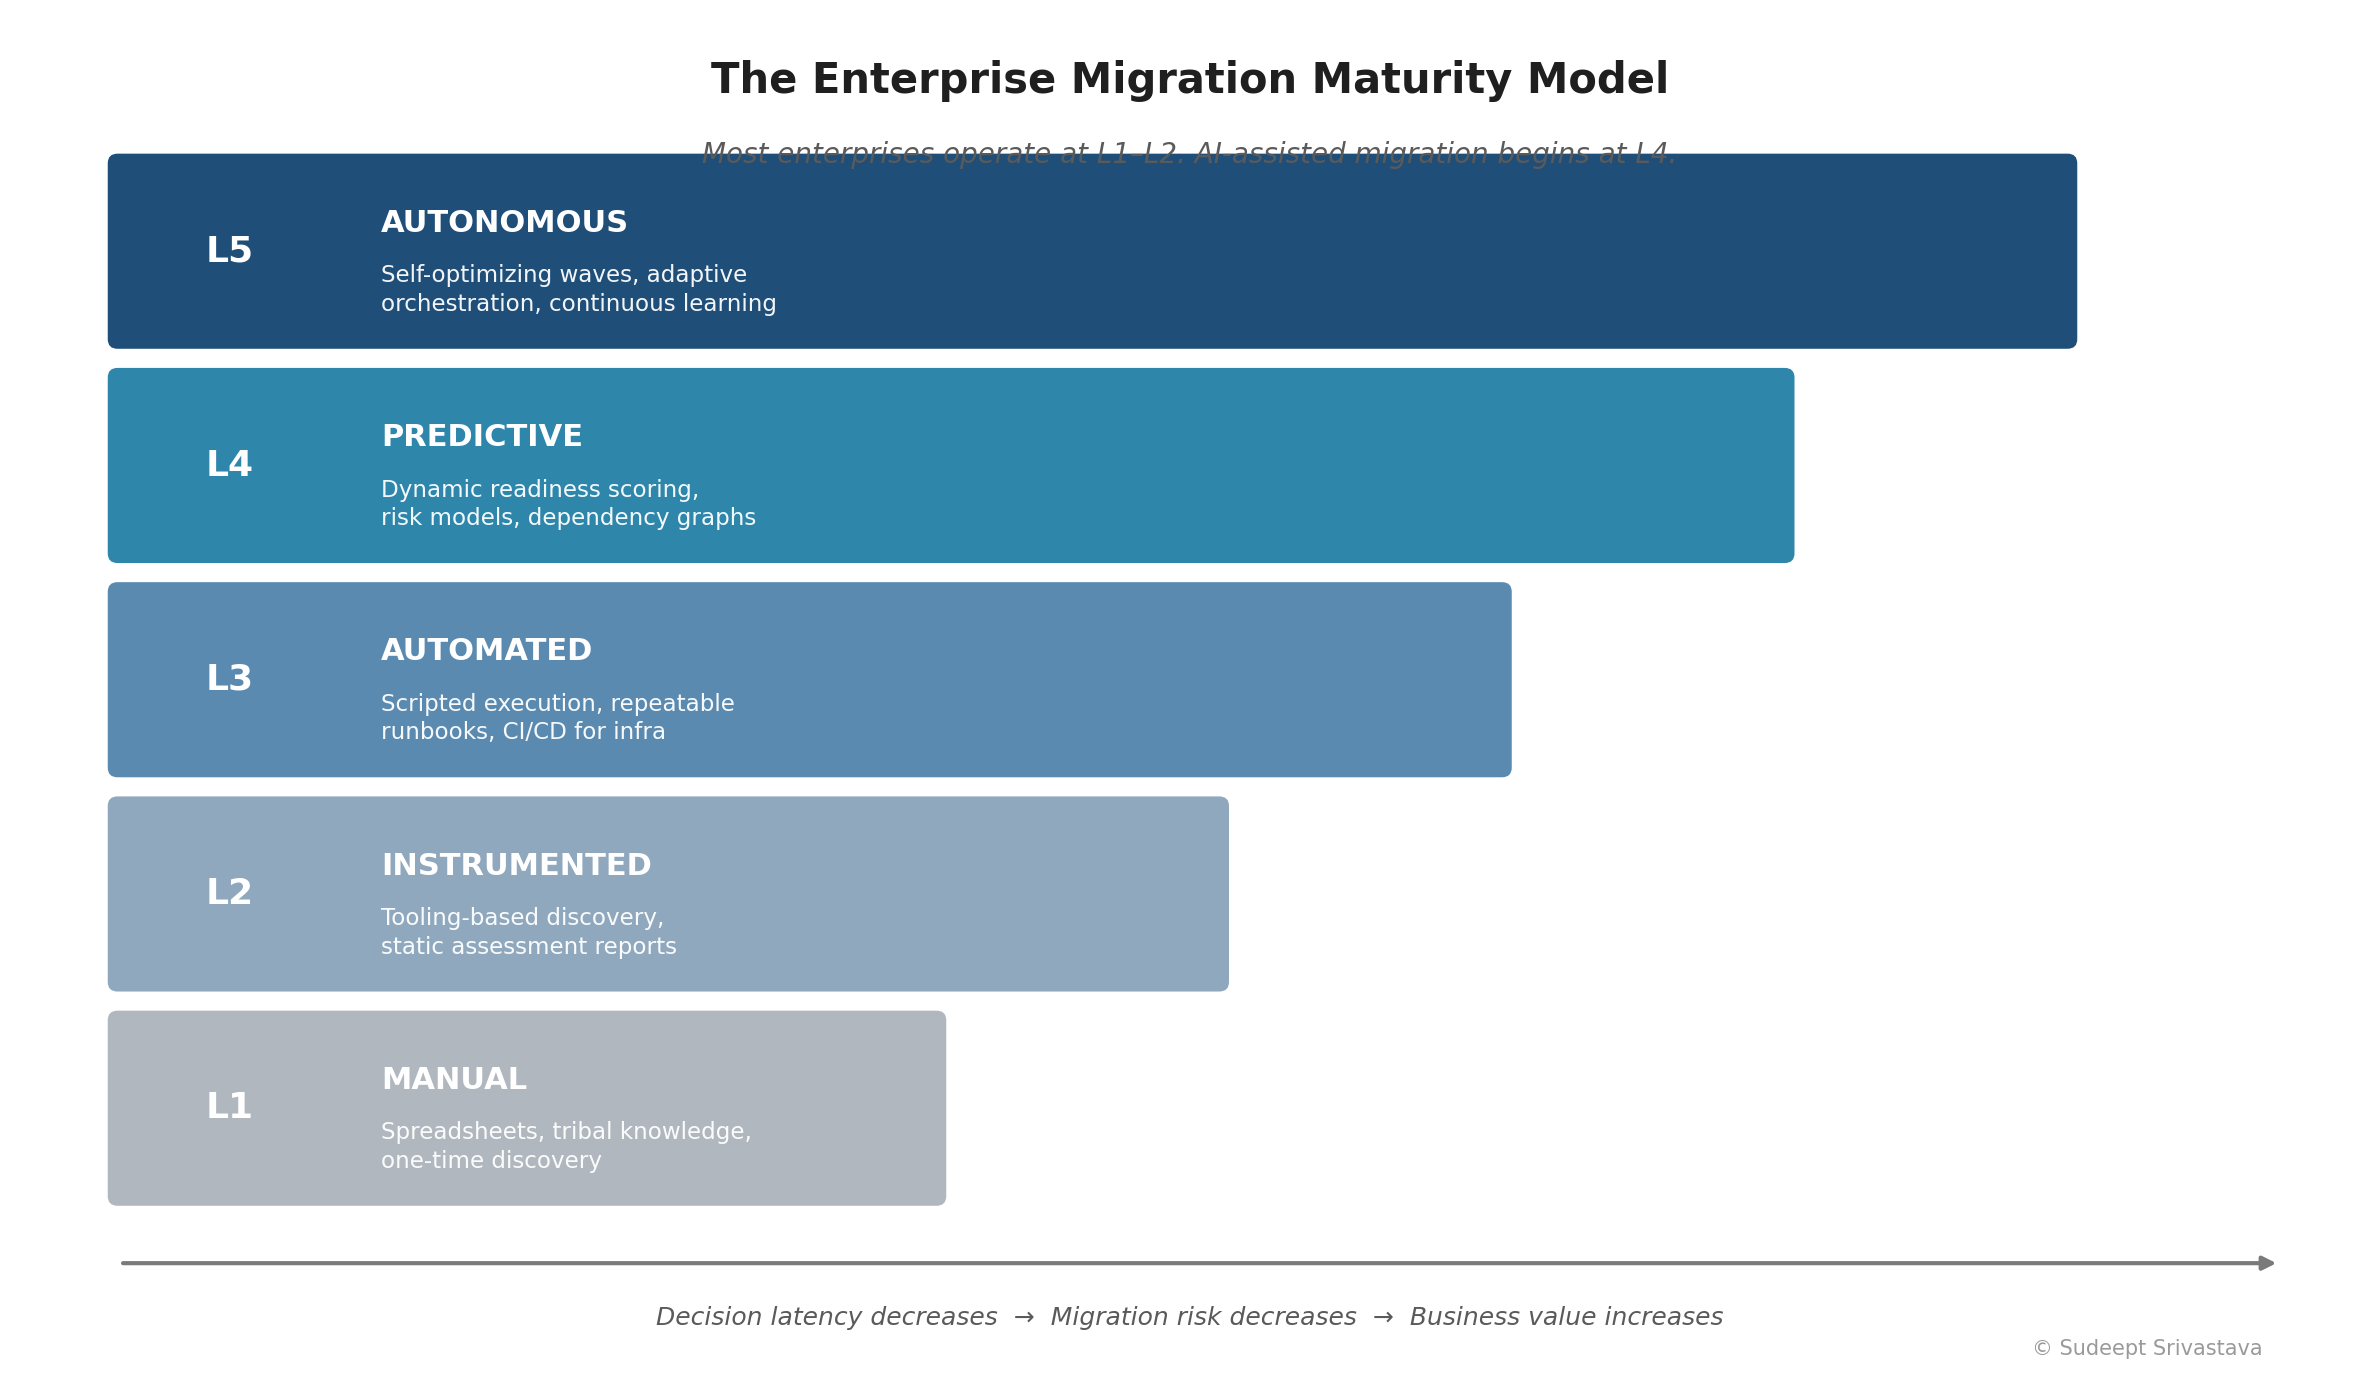 The Enterprise Migration Maturity Model
Most enterprises operate at L1–L2. AI-assisted migration begins at L4.
L5
AUTONOMOUS
Self-optimizing waves, adaptive
orchestration, continuous learning
L4
PREDICTIVE
Dynamic readiness scoring,
risk models, dependency graphs
L3
AUTOMATED
Scripted execution, repeatable
runbooks, CI/CD for infra
L2
INSTRUMENTED
Tooling-based discovery,
static assessment reports
L1
MANUAL
Spreadsheets, tribal knowledge,
one-time discovery
Decision latency decreases → Migration risk decreases → Business value increases
© Sudeept Srivastava